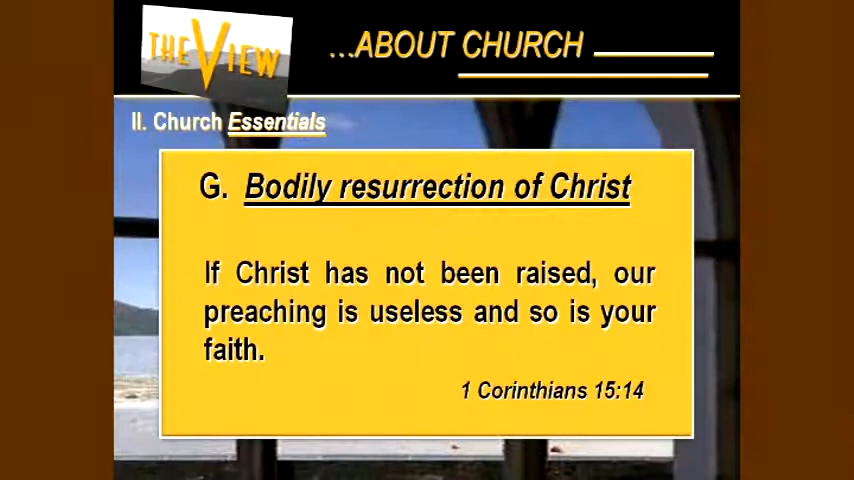 THE VIEW
...ABOUT CHURCH
II. Church Essentials
G. Bodily resurrection of Christ
If Christ has not been raised, our
preaching is useless and so is your
faith.
1 Corinthians 15:14